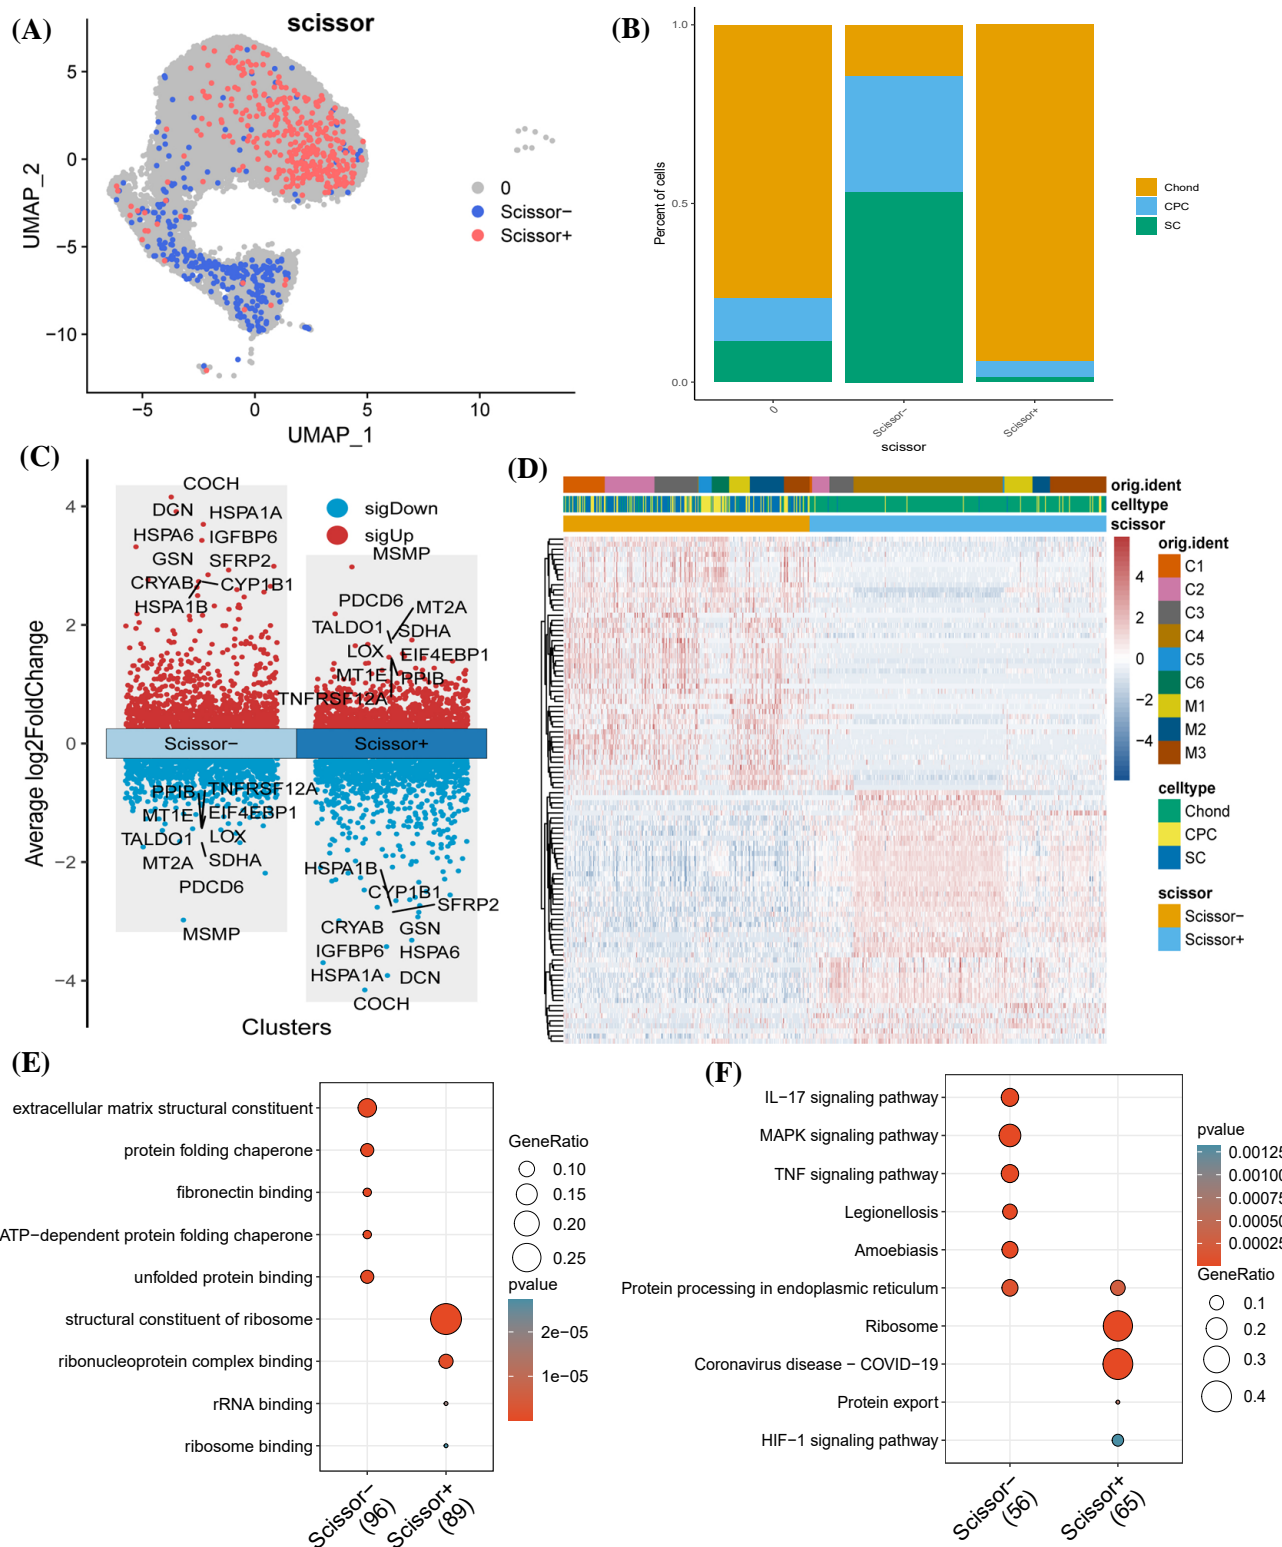 (A)
scissor
5
0
−5
−10
UMAP_2
−5
0
5
10
UMAP_1
0
Scissor−
Scissor+
(B)
1.0
0.5
0.0
Percent of cells
0
Scissor−
Scissor+
scissor
Chond
CPC
SC
(C)
4
2
0
−2
−4
Average log2FoldChange
COCH
DCN
HSPA1A
HSPA6
IGFBP6
GSN
SFRP2
CRYAB
CYP1B1
HSPA1B
sigDown
sigUp
MSMP
PDCD6
MT2A
TALDO1
SDHA
LOX
EIF4EBP1
MT1E
PPIB
TNFRSF12A
Scissor−
Scissor+
PPIB
TNFRSF12A
MT1E
EIF4EBP1
TALDO1
LOX
MT2A
SDHA
PDCD6
MSMP
HSPA1B
CYP1B1
SFRP2
CRYAB
GSN
IGFBP6
HSPA6
HSPA1A
DCN
COCH
Clusters
(D)
orig.ident
celltype
scissor
4
2
0
−2
−4
orig.ident
C1
C2
C3
C4
C5
C6
M1
M2
M3
celltype
Chond
CPC
SC
scissor
Scissor−
Scissor+
(E)
extracellular matrix structural constituent
protein folding chaperone
fibronectin binding
ATP−dependent protein folding chaperone
unfolded protein binding
structural constituent of ribosome
ribonucleoprotein complex binding
rRNA binding
ribosome binding
Scissor−
(96)
Scissor+
(89)
GeneRatio
0.10
0.15
0.20
0.25
pvalue
2e−05
1e−05
(F)
IL−17 signaling pathway
MAPK signaling pathway
TNF signaling pathway
Legionellosis
Amoebiasis
Protein processing in endoplasmic reticulum
Ribosome
Coronavirus disease − COVID−19
Protein export
HIF−1 signaling pathway
Scissor−
(56)
Scissor+
(65)
pvalue
0.00125
0.00100
0.00075
0.00050
0.00025
GeneRatio
0.1
0.2
0.3
0.4